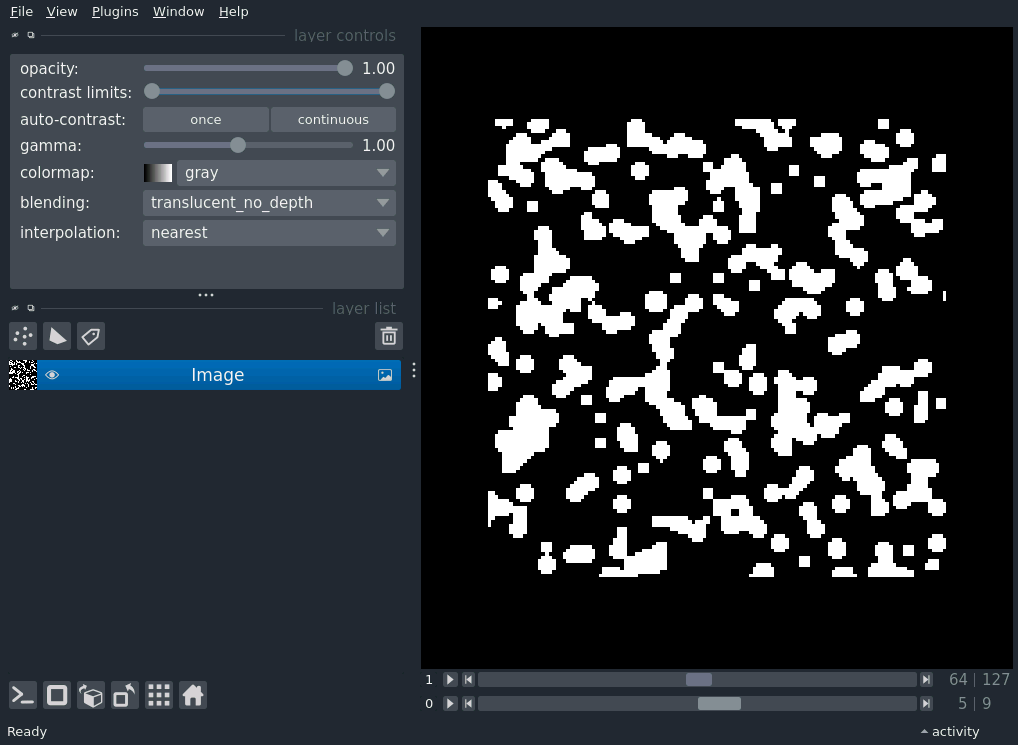 File View Plugins Window Help
layer controls
opacity: 1.00
contrast limits:
auto-contrast: once continuous
gamma: 1.00
colormap: gray
blending: translucent_no_depth
interpolation: nearest
layer list
Image
1 64 | 127
0 5 | 9
Ready activity